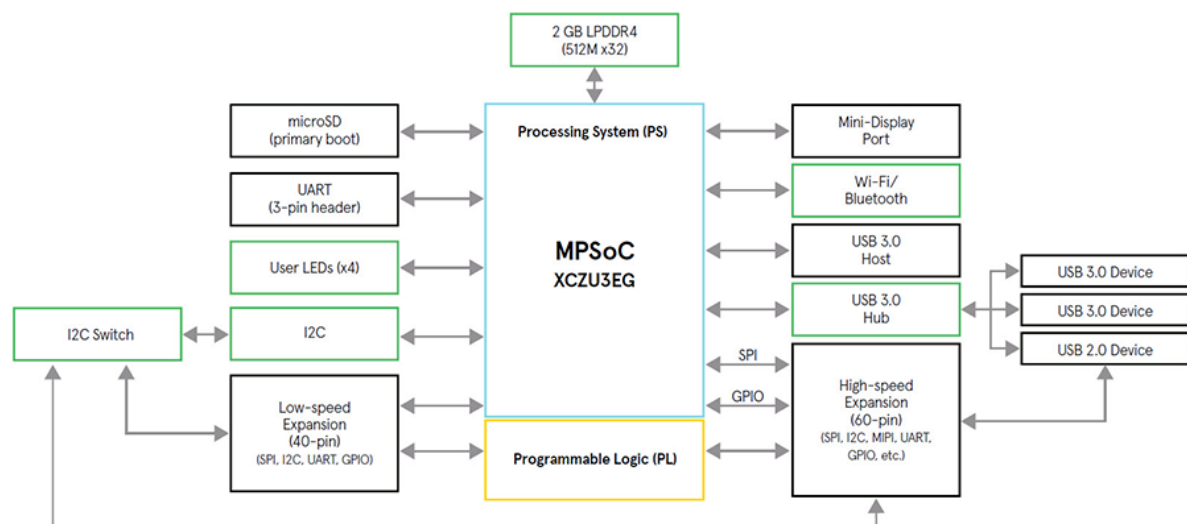 2 GB LPDDR4
(512M x32)
microSD
(primary boot)
Processing System (PS)
Mini-Display
Port
UART
(3-pin header)
Wi-Fi/
Bluetooth
User LEDs (x4)
MPSoC
XCZU3EG
USB 3.0
Host
I2C Switch
I2C
USB 3.0
Hub
USB 3.0 Device
USB 3.0 Device
USB 2.0 Device
SPI
GPIO
Low-speed
Expansion
(40-pin)
(SPI, I2C, UART, GPIO)
Programmable Logic (PL)
High-speed
Expansion
(60-pin)
(SPI, I2C, MIPI, UART,
GPIO, etc.)